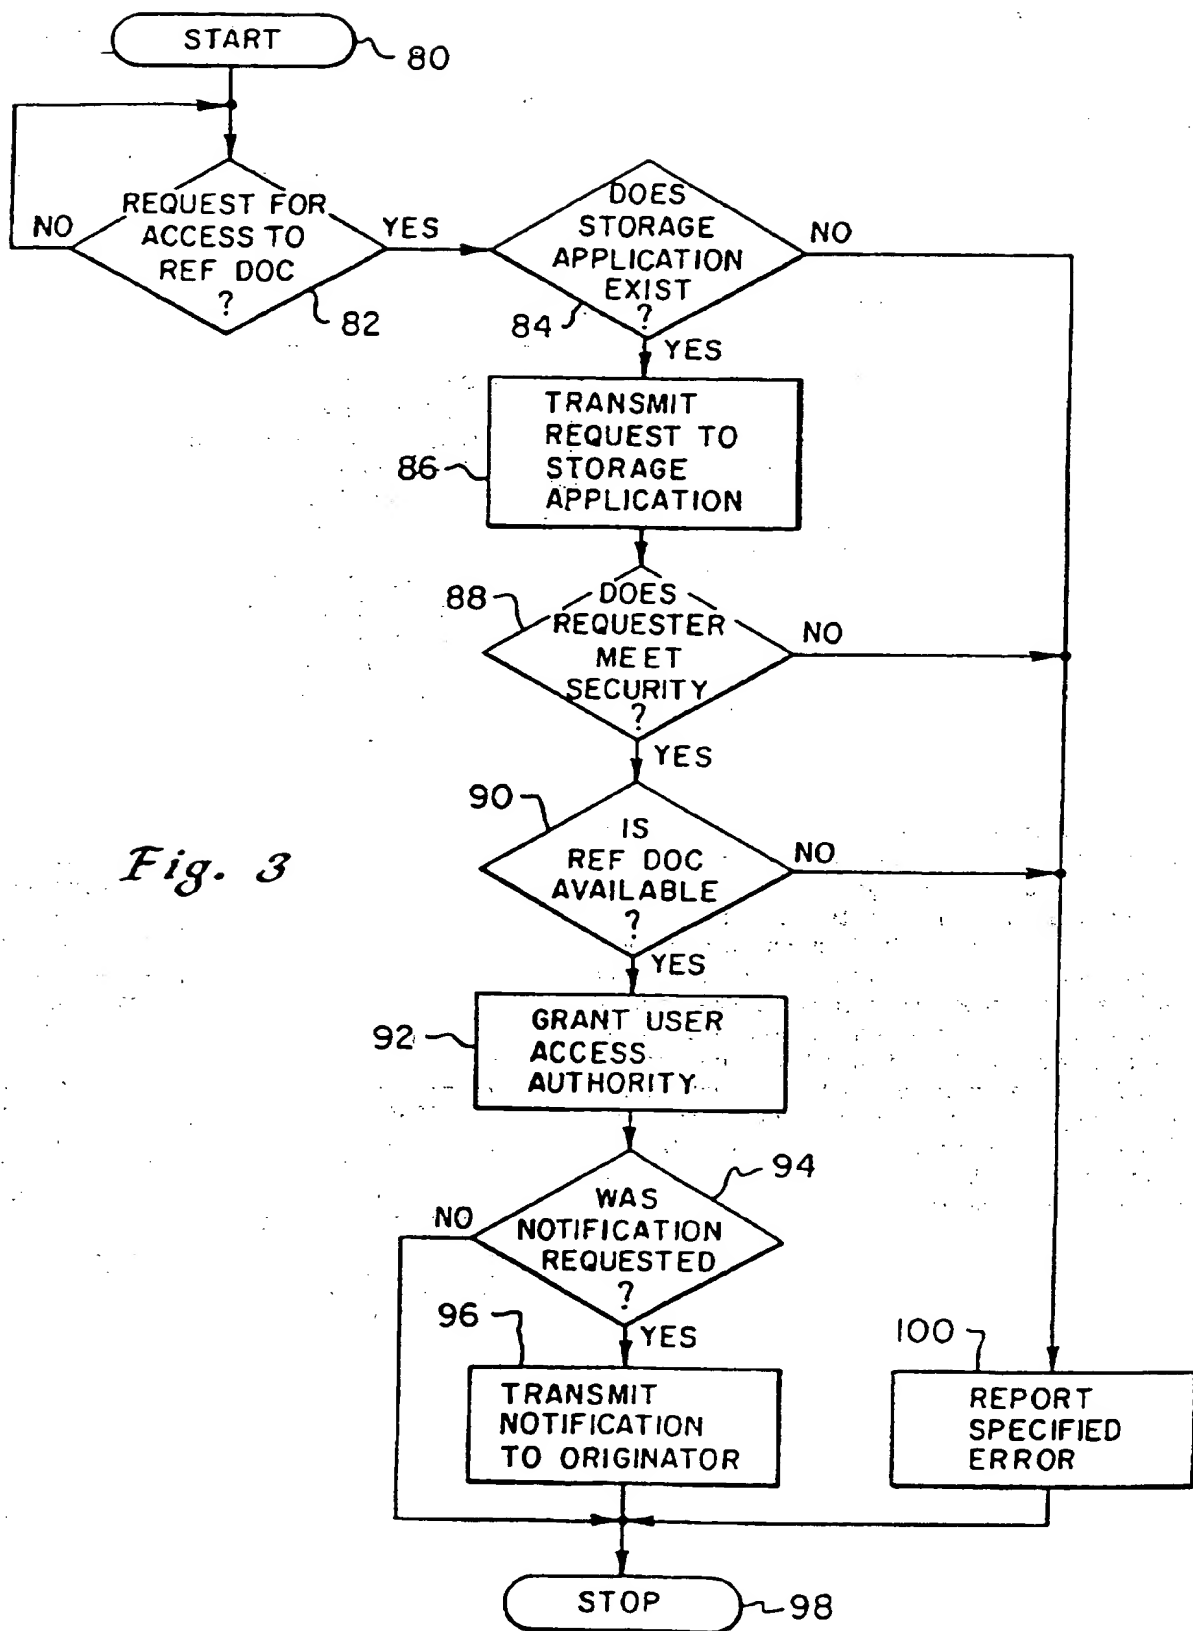 START
80
REQUEST FOR
ACCESS TO
REF DOC
?
NO
YES
82
DOES
STORAGE
APPLICATION
EXIST
?
NO
84
YES
TRANSMIT
REQUEST TO
STORAGE
APPLICATION
86
88
DOES
REQUESTER
MEET
SECURITY
?
NO
YES
90
IS
REF DOC
AVAILABLE
?
NO
YES
Fig. 3
92
GRANT USER
ACCESS
AUTHORITY
94
WAS
NOTIFICATION
REQUESTED
?
NO
YES
96
TRANSMIT
NOTIFICATION
TO ORIGINATOR
100
REPORT
SPECIFIED
ERROR
STOP
98